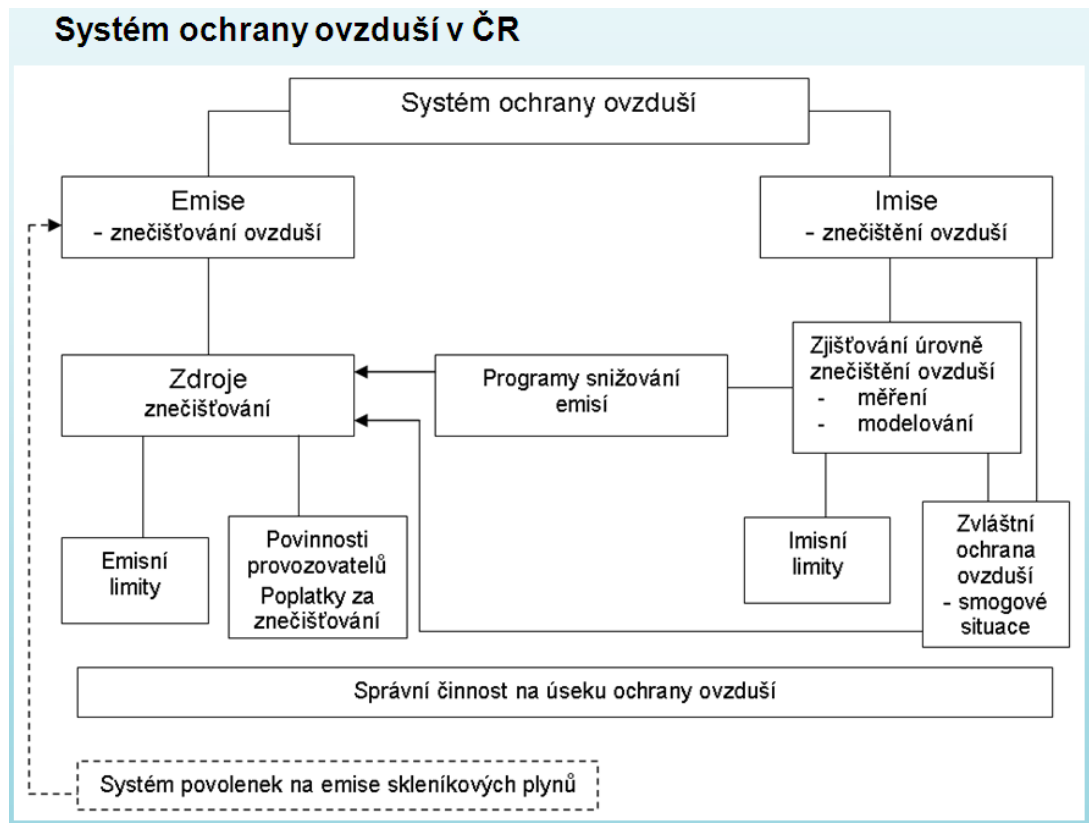 Systém ochrany ovzduší v ČR
Systém ochrany ovzduší
Emise
- znečišťování ovzduší
Imise
- znečištění ovzduší
Zdroje
znečišťování
Programy snižování
emisí
Zjišťování úrovně
znečištění ovzduší
- měření
- modelování
Emisní
limity
Povinnosti
provozovatelů
Poplatky za
znečišťování
Imisní
limity
Zvláštní
ochrana
ovzduší
- smogové
situace
Správní činnost na úseku ochrany ovzduší
Systém povolenek na emise skleníkových plynů